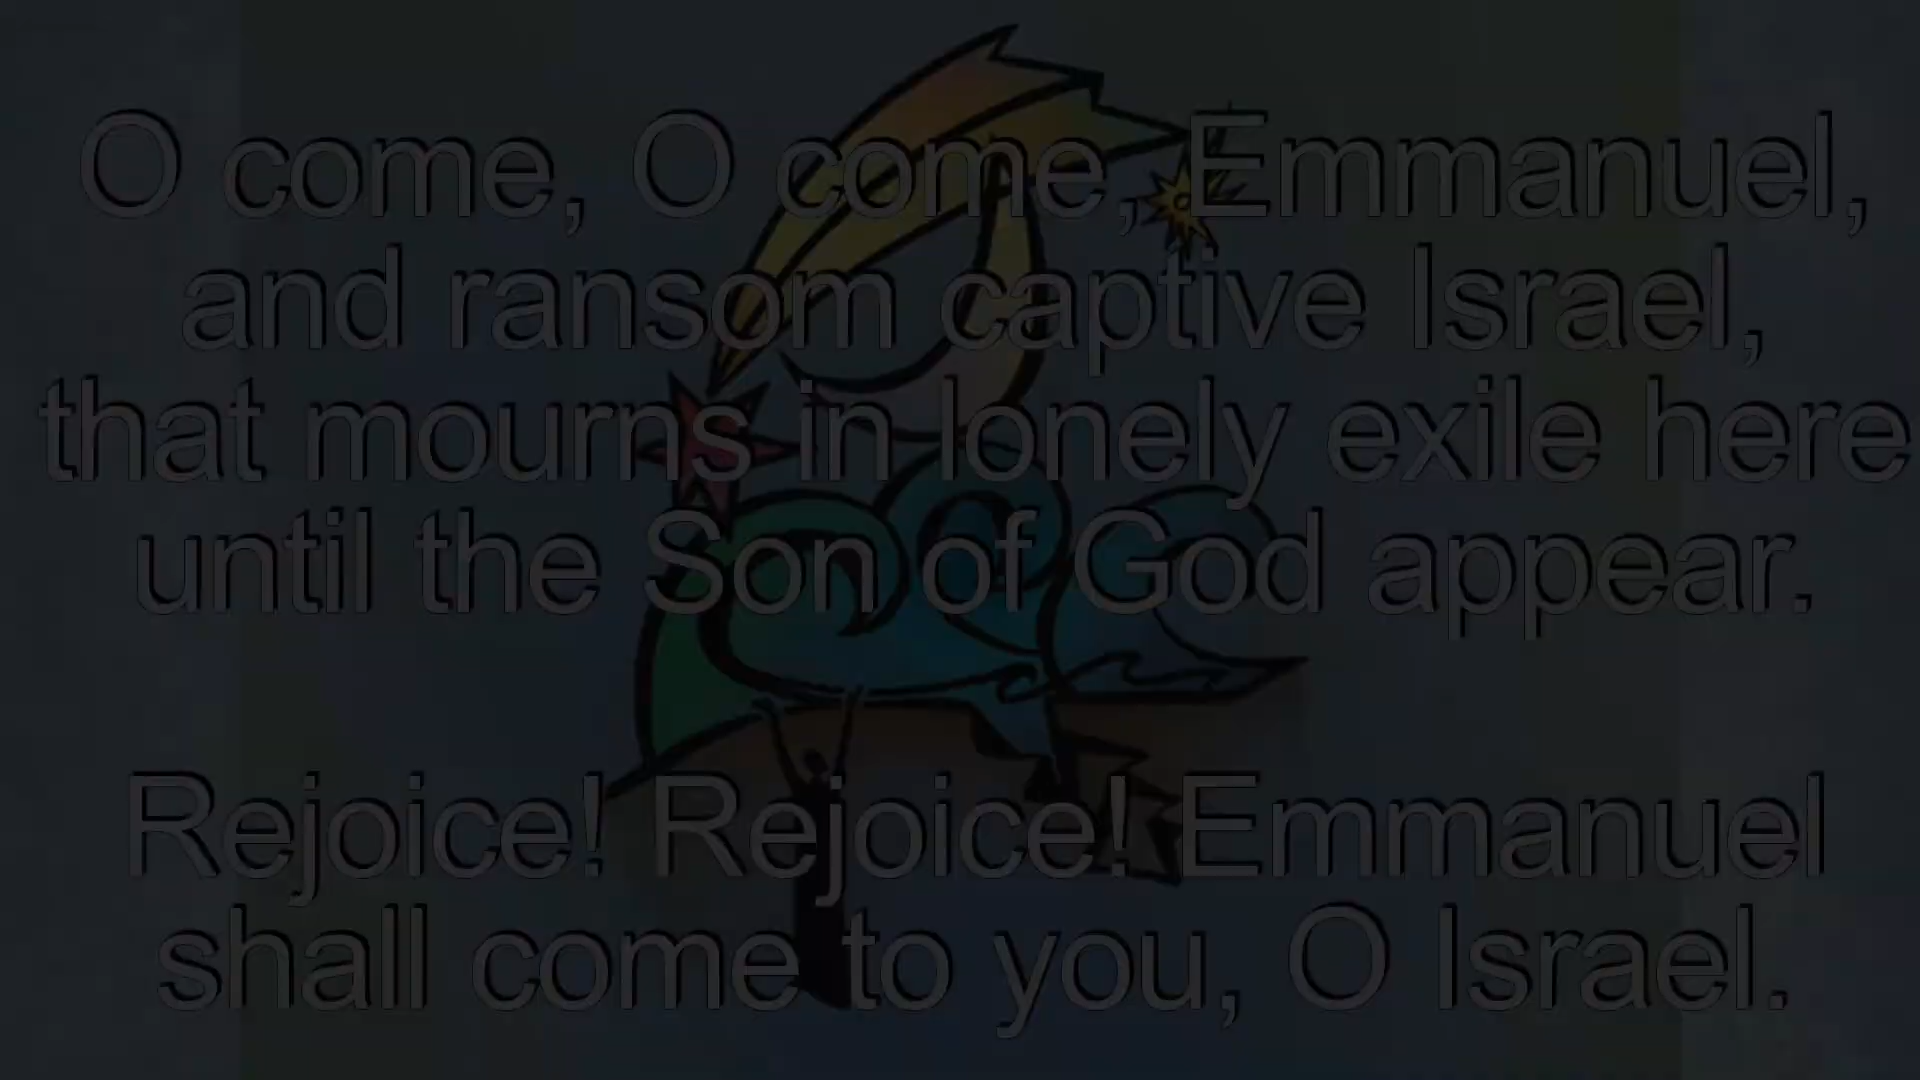 O come, O come, Emmanuel,
and ransom captive Israel,
that mourns in lonely exile here
until the Son of God appear.
Rejoice! Rejoice! Emmanuel
shall come to you, O Israel.